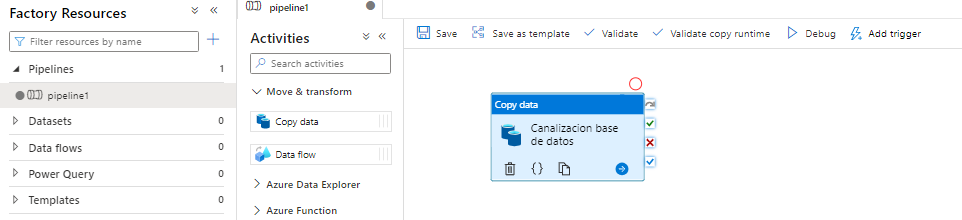 Factory Resources
Filter resources by name
Pipelines 1
pipeline1
Datasets 0
Data flows 0
Power Query 0
Templates 0
pipeline1
Activities
Search activities
Move & transform
Copy data
Data flow
Azure Data Explorer
Azure Function
Save
Save as template
Validate
Validate copy runtime
Debug
Add trigger
Copy data
Canalizacion base
de datos